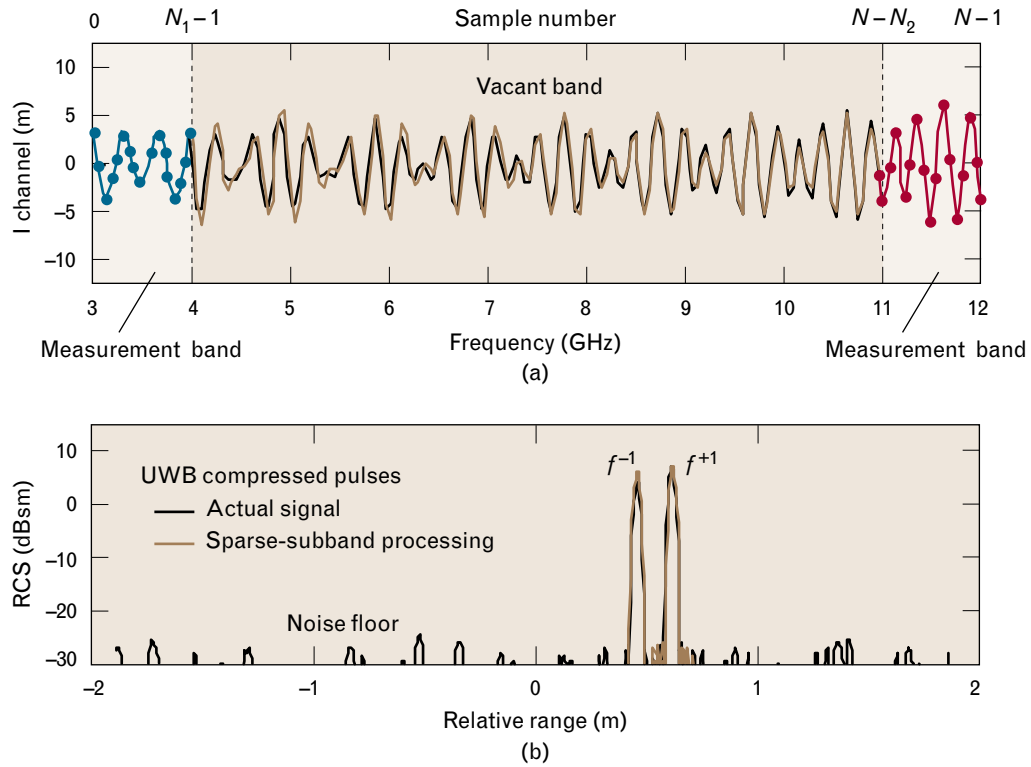 0 N₁–1 Sample number N–N₂ N–1
10
5
0
–5
–10
I channel (m)
Vacant band
3 4 5 6 7 8 9 10 11 12
Measurement band Frequency (GHz) Measurement band
(a)
10
0
–10
–20
–30
RCS (dBsm)
UWB compressed pulses
Actual signal
Sparse-subband processing
f⁻¹ f⁺¹
Noise floor
–2 –1 0 1 2
Relative range (m)
(b)